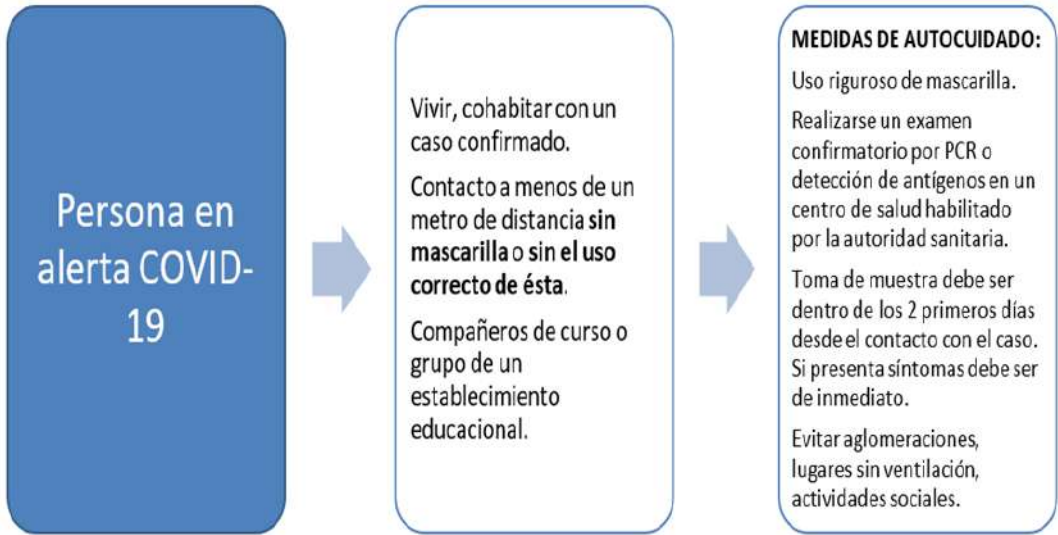 Persona en
alerta COVID-
19
Vivir, cohabitar con un
caso confirmado.
Contacto a menos de un
metro de distancia sin
mascarilla o sin el uso
correcto de ésta.
Compañeros de curso o
grupo de un
establecimiento
educacional.
MEDIDAS DE AUTOCUIDADO:
Uso riguroso de mascarilla.
Realizarse un examen
confirmatorio por PCR o
detección de antígenos en un
centro de salud habilitado
por la autoridad sanitaria.
Toma de muestra debe ser
dentro de los 2 primeros días
desde el contacto con el caso.
Si presenta síntomas debe ser
de inmediato.
Evitar aglomeraciones,
lugares sin ventilación,
actividades sociales.